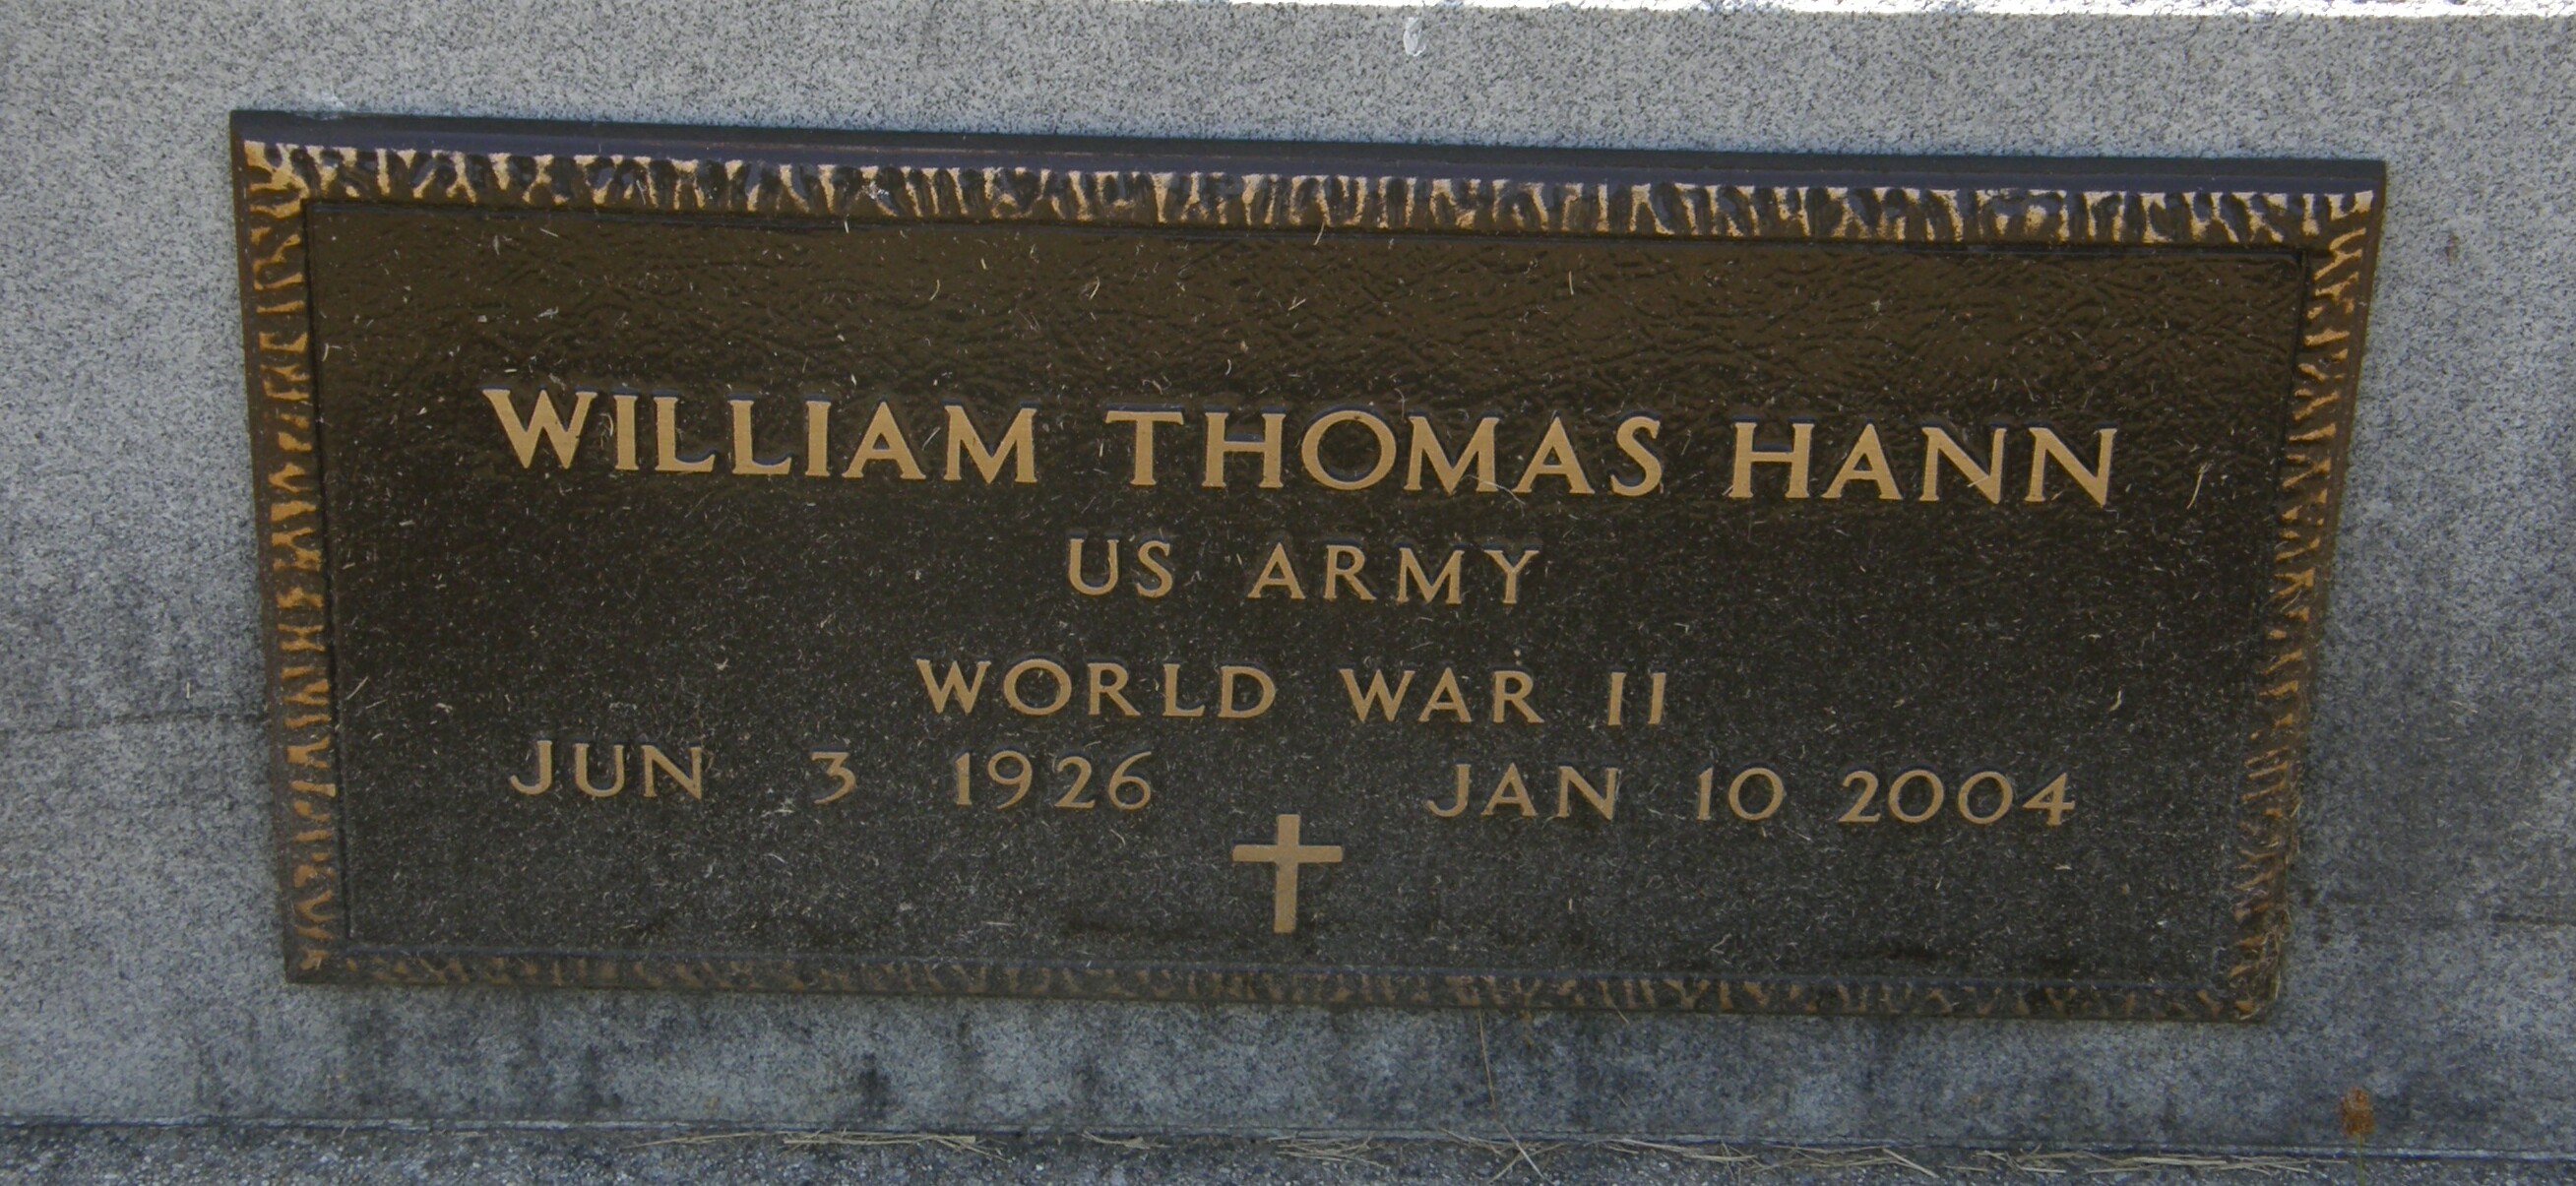 WILLIAM THOMAS HANN
US ARMY
WORLD WAR II
JUN 3 1926 JAN 10 2004